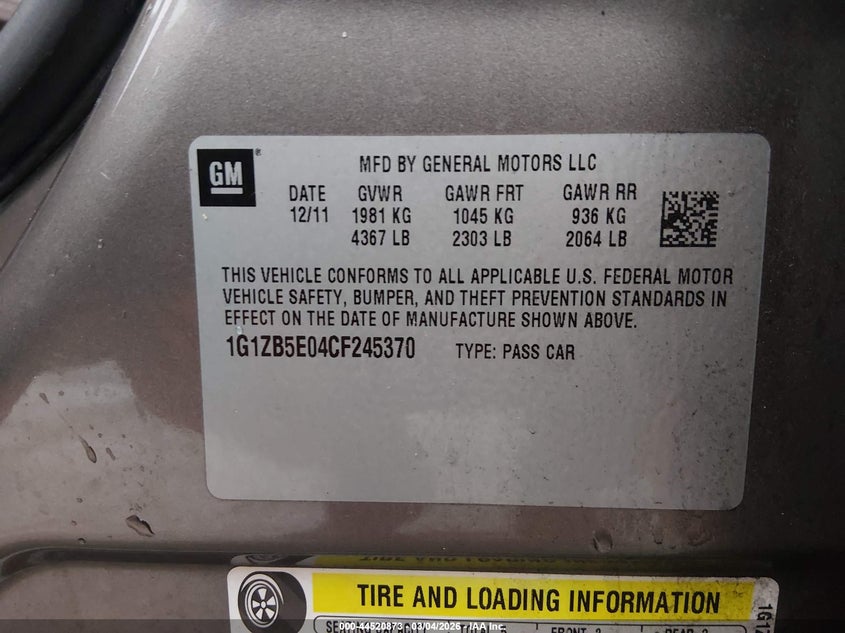 GM ®
MFD BY GENERAL MOTORS LLC
DATE GVWR GAWR FRT GAWR RR
12/11 1981 KG 1045 KG 936 KG
4367 LB 2303 LB 2064 LB
THIS VEHICLE CONFORMS TO ALL APPLICABLE U.S. FEDERAL MOTOR
VEHICLE SAFETY, BUMPER, AND THEFT PREVENTION STANDARDS IN
EFFECT ON THE DATE OF MANUFACTURE SHOWN ABOVE.
1G1ZB5E04CF245370 TYPE: PASS CAR
TIRE AND LOADING INFORMATION
SEATING CAPACITY
000-44520873 - 03/04/2026 - IAA Inc.